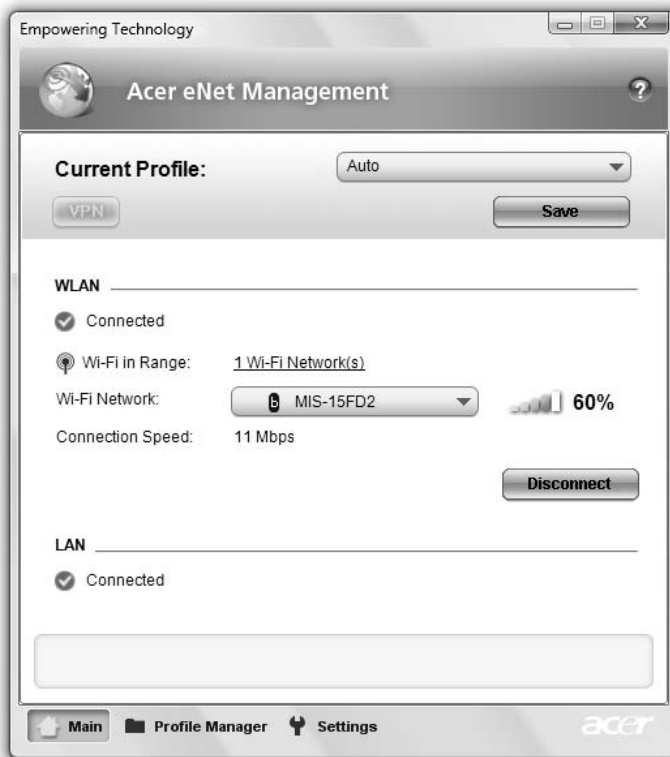 Empowering Technology
Acer eNet Management
?
Current Profile: Auto
VPN Save
WLAN
Connected
Wi-Fi in Range: 1 Wi-Fi Network(s)
Wi-Fi Network: b MIS-15FD2 60%
Connection Speed: 11 Mbps
Disconnect
LAN
Connected
Main Profile Manager Settings acer